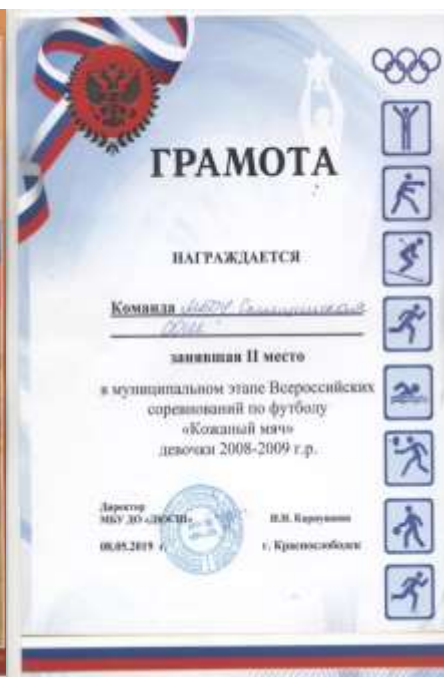 ГРАМОТА
НАГРАЖДАЕТСЯ
Команда МБОУ
занявшая II место
в муниципальном этапе Всероссийских
соревнований по футболу
«Кожаный мяч»
девочки 2008-2009 г.р.
Директор
МБУ ДО «ДЮСШ»
08.05.2019 г. г. Краснослободск